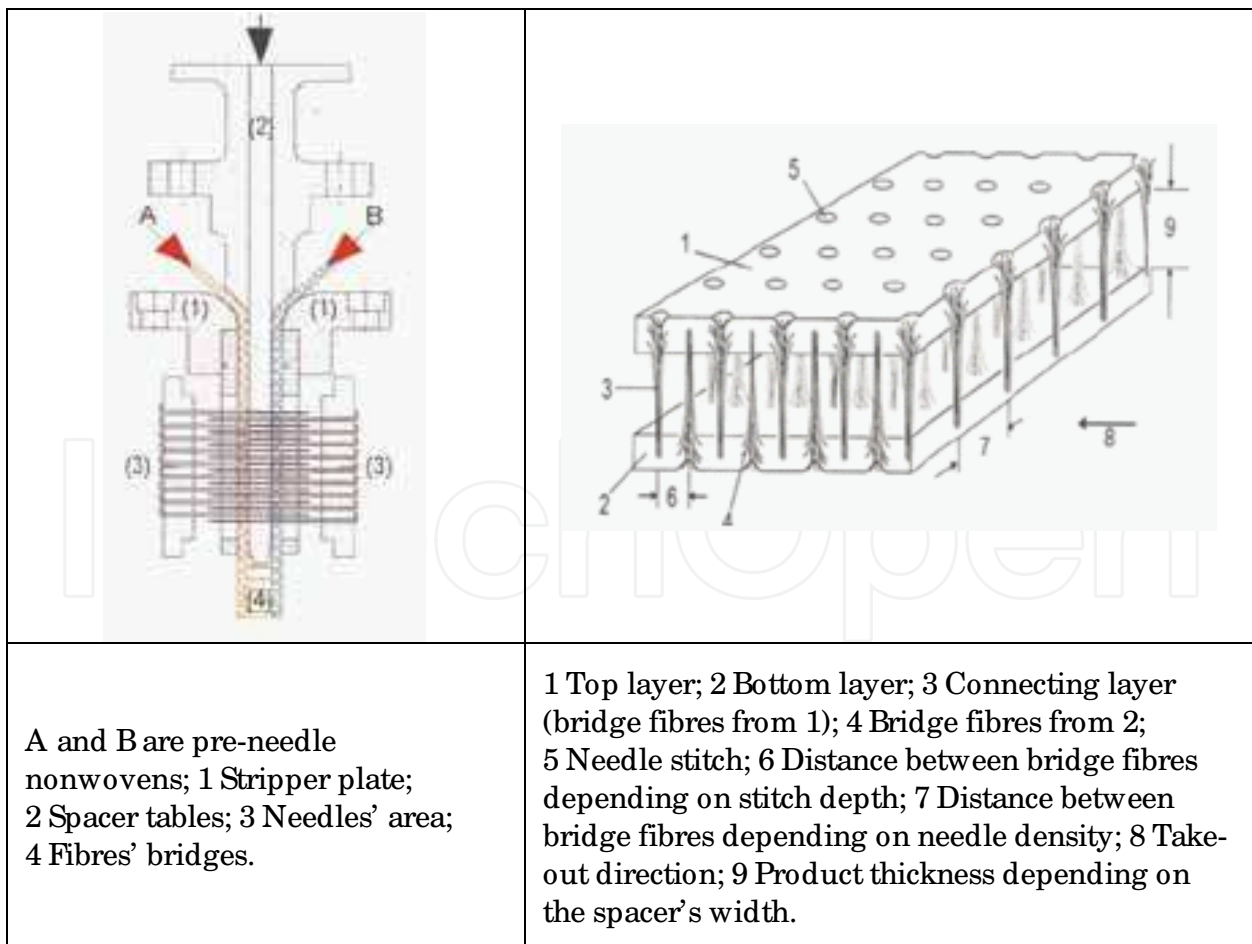 (2)
A
B
(1)
(1)
(3)
(3)
(4)
5
1
9
3
7
8
2
6
4
A and B are pre-needle
nonwovens; 1 Stripper plate;
2 Spacer tables; 3 Needles’ area;
4 Fibres’ bridges.
1 Top layer; 2 Bottom layer; 3 Connecting layer
(bridge fibres from 1); 4 Bridge fibres from 2;
5 Needle stitch; 6 Distance between bridge fibres
depending on stitch depth; 7 Distance between
bridge fibres depending on needle density; 8 Take-
out direction; 9 Product thickness depending on
the spacer’s width.